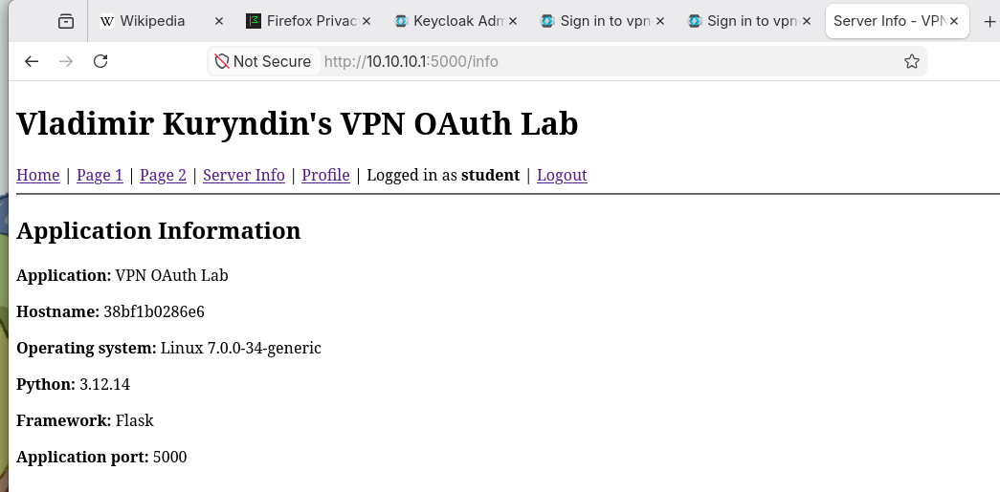 Wikipedia
Firefox Privac
Keycloak Adm
Sign in to vpn-
Sign in to vpn-
Server Info - VPN
Not Secure http://10.10.10.1:5000/info
Vladimir Kuryndin's VPN OAuth Lab
Home | Page 1 | Page 2 | Server Info | Profile | Logged in as student | Logout
Application Information
Application: VPN OAuth Lab
Hostname: 38bf1b0286e6
Operating system: Linux 7.0.0-34-generic
Python: 3.12.14
Framework: Flask
Application port: 5000